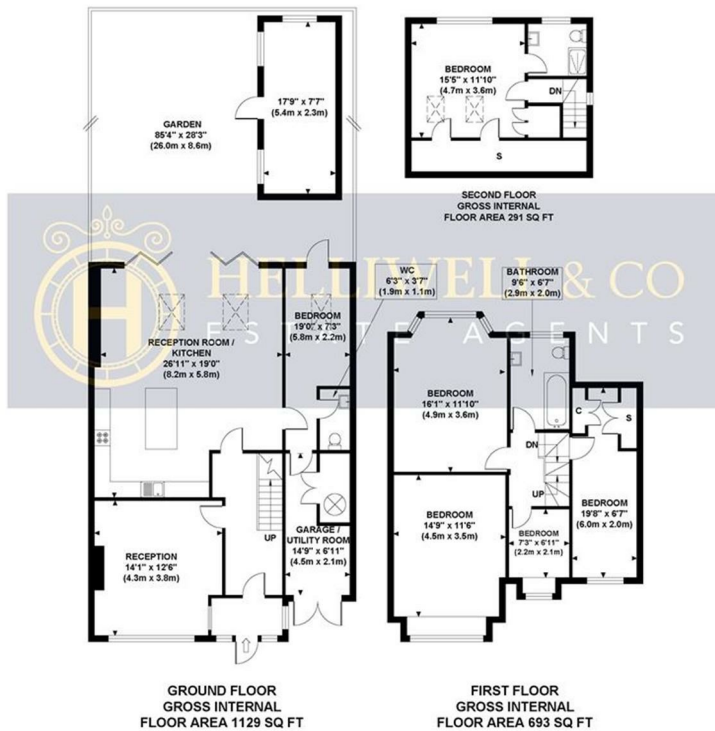 17'9" x 7'7"
(5.4m x 2.3m)
GARDEN
85'4" x 28'3"
(26.0m x 8.6m)
BEDROOM
15'5" x 11'10"
(4.7m x 3.6m)
DN
S
SECOND FLOOR
GROSS INTERNAL
FLOOR AREA 291 SQ FT
H
HELLIWELL & CO
ESTATE AGENTS
WC
6'3" x 3'7"
(1.9m x 1.1m)
BATHROOM
9'6" x 6'7"
(2.9m x 2.0m)
BEDROOM
19'0" x 7'3"
(5.8m x 2.2m)
RECEPTION ROOM /
KITCHEN
26'11" x 19'0"
(8.2m x 5.8m)
UP
RECEPTION
14'1" x 12'6"
(4.3m x 3.8m)
GARAGE /
UTILITY ROOM
14'9" x 6'11"
(4.5m x 2.1m)
BEDROOM
16'1" x 11'10"
(4.9m x 3.6m)
C
S
DN
UP
BEDROOM
14'9" x 11'6"
(4.5m x 3.5m)
BEDROOM
7'3" x 6'11"
(2.2m x 2.1m)
BEDROOM
19'8" x 6'7"
(6.0m x 2.0m)
GROUND FLOOR
GROSS INTERNAL
FLOOR AREA 1129 SQ FT
FIRST FLOOR
GROSS INTERNAL
FLOOR AREA 693 SQ FT